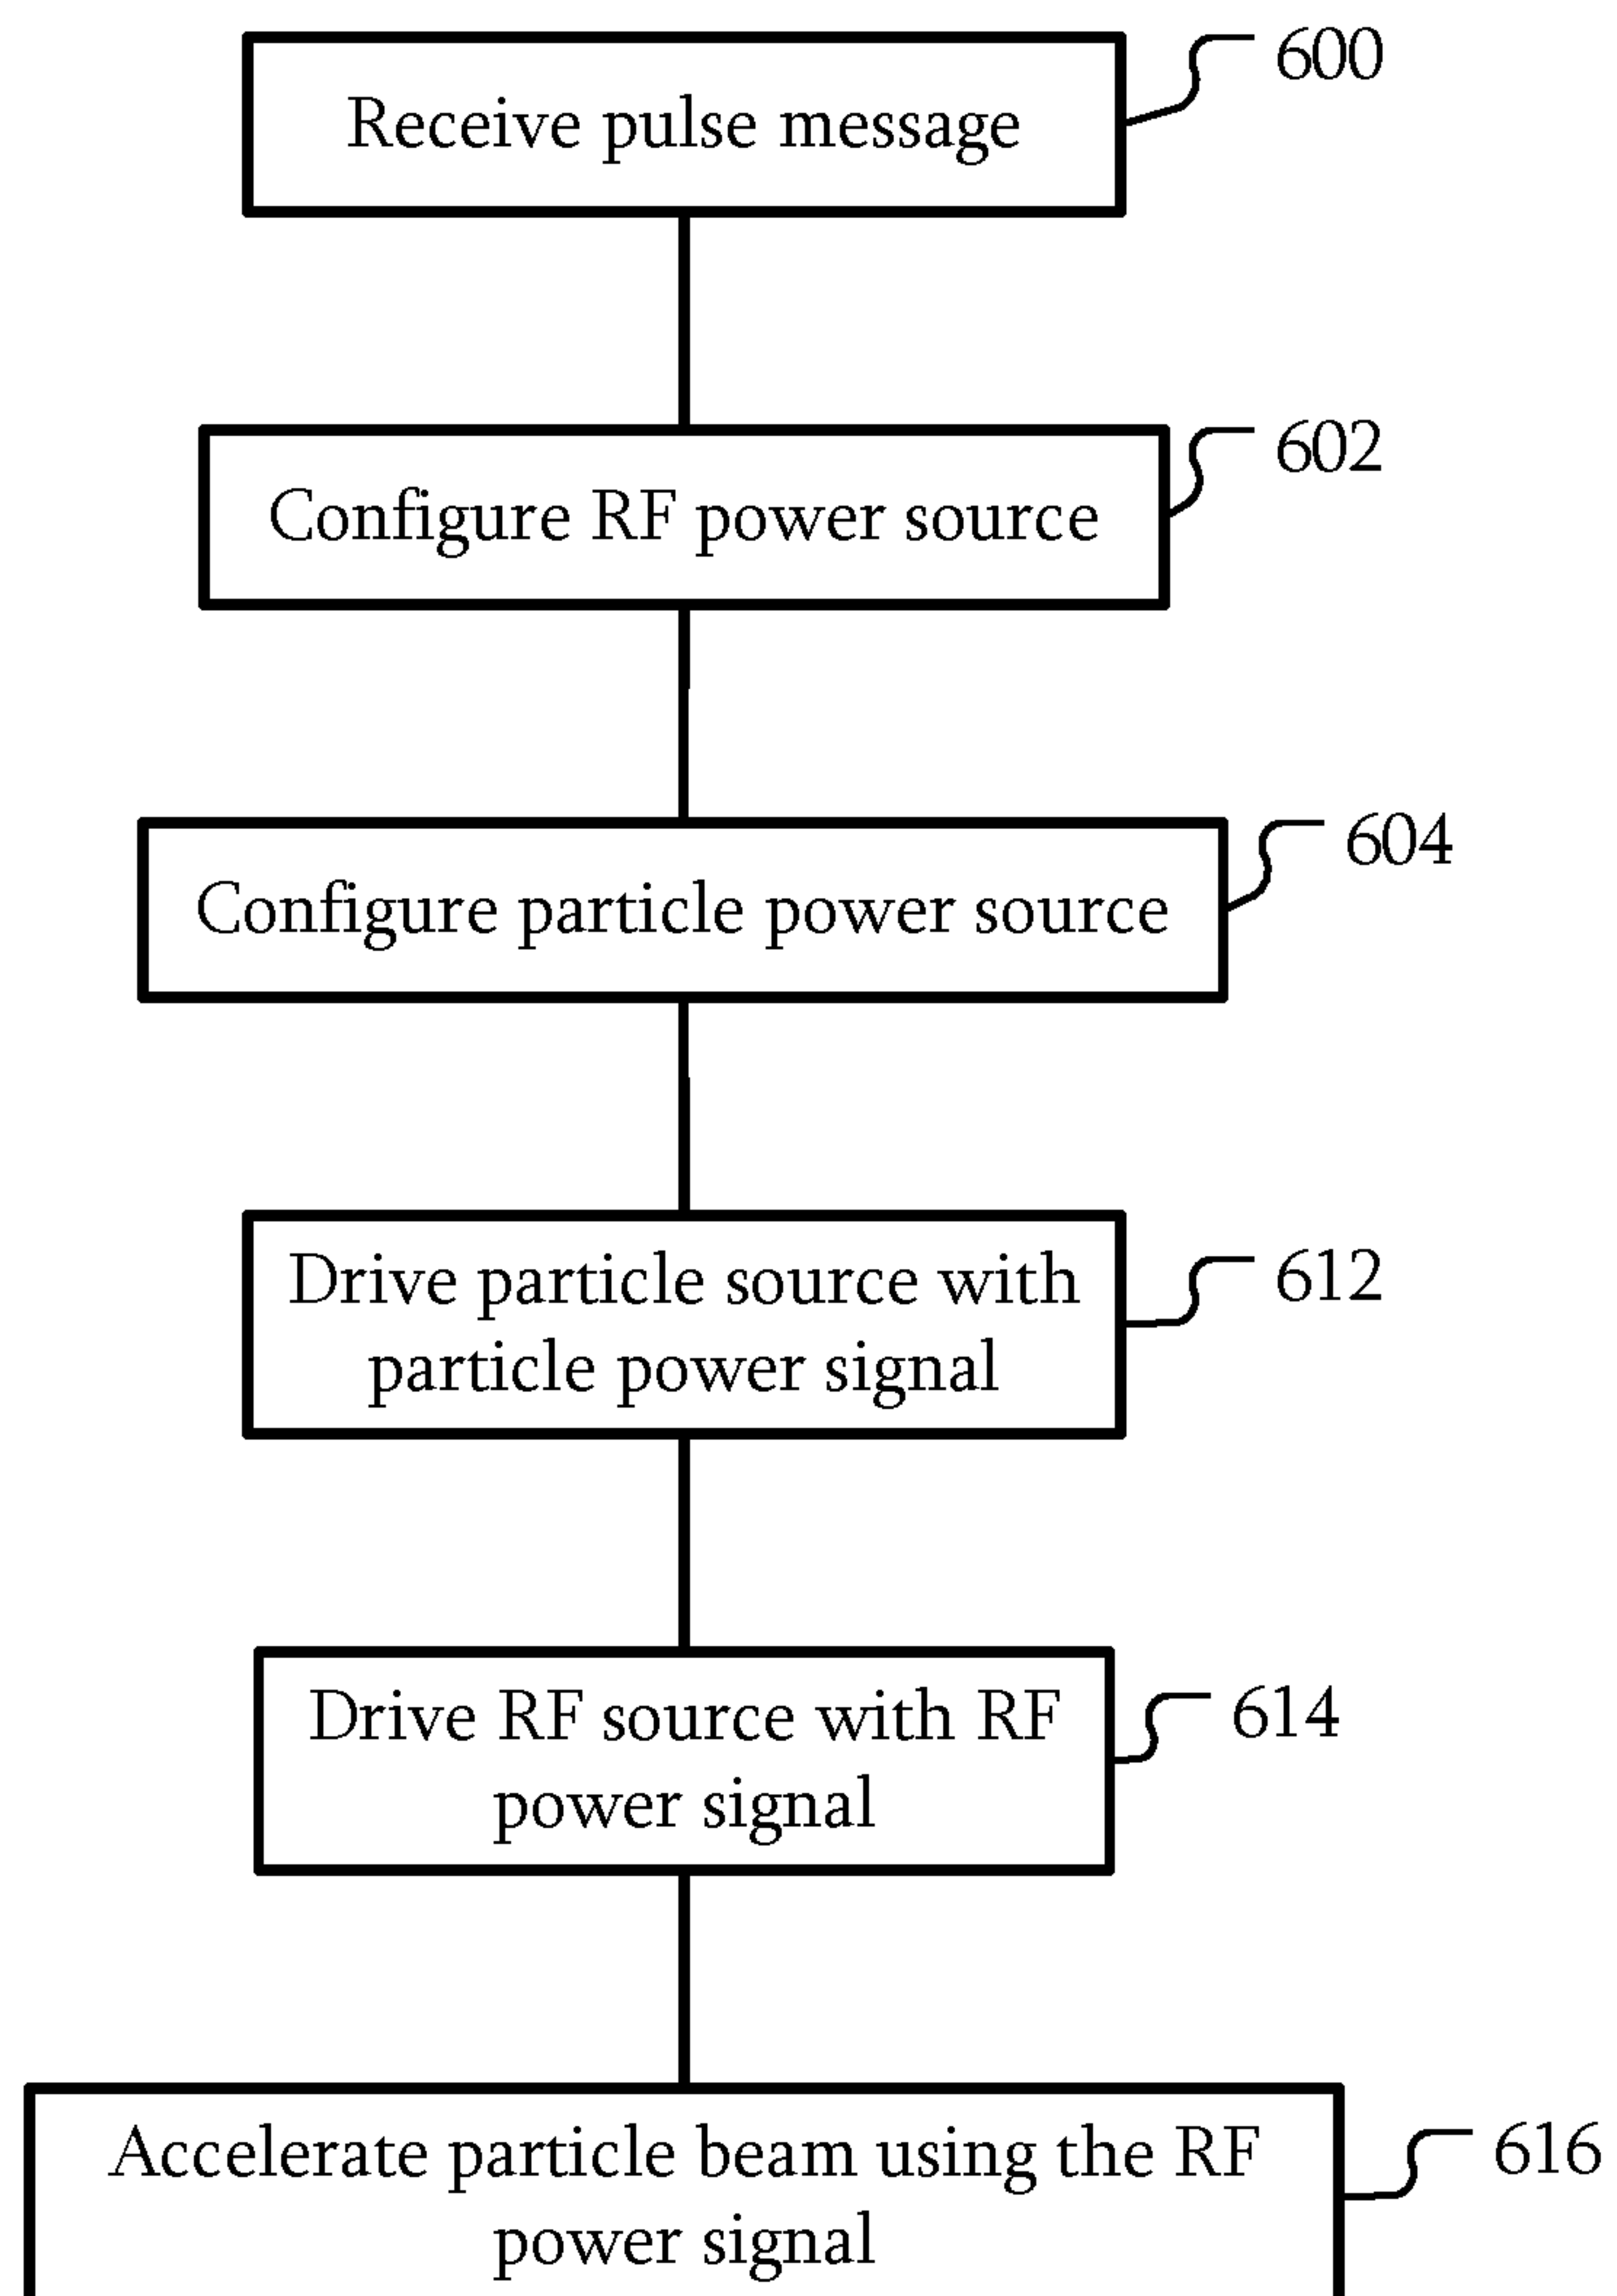 Receive pulse message
600
Configure RF power source
602
Configure particle power source
604
Drive particle source with
particle power signal
612
Drive RF source with RF
power signal
614
Accelerate particle beam using the RF
power signal
616